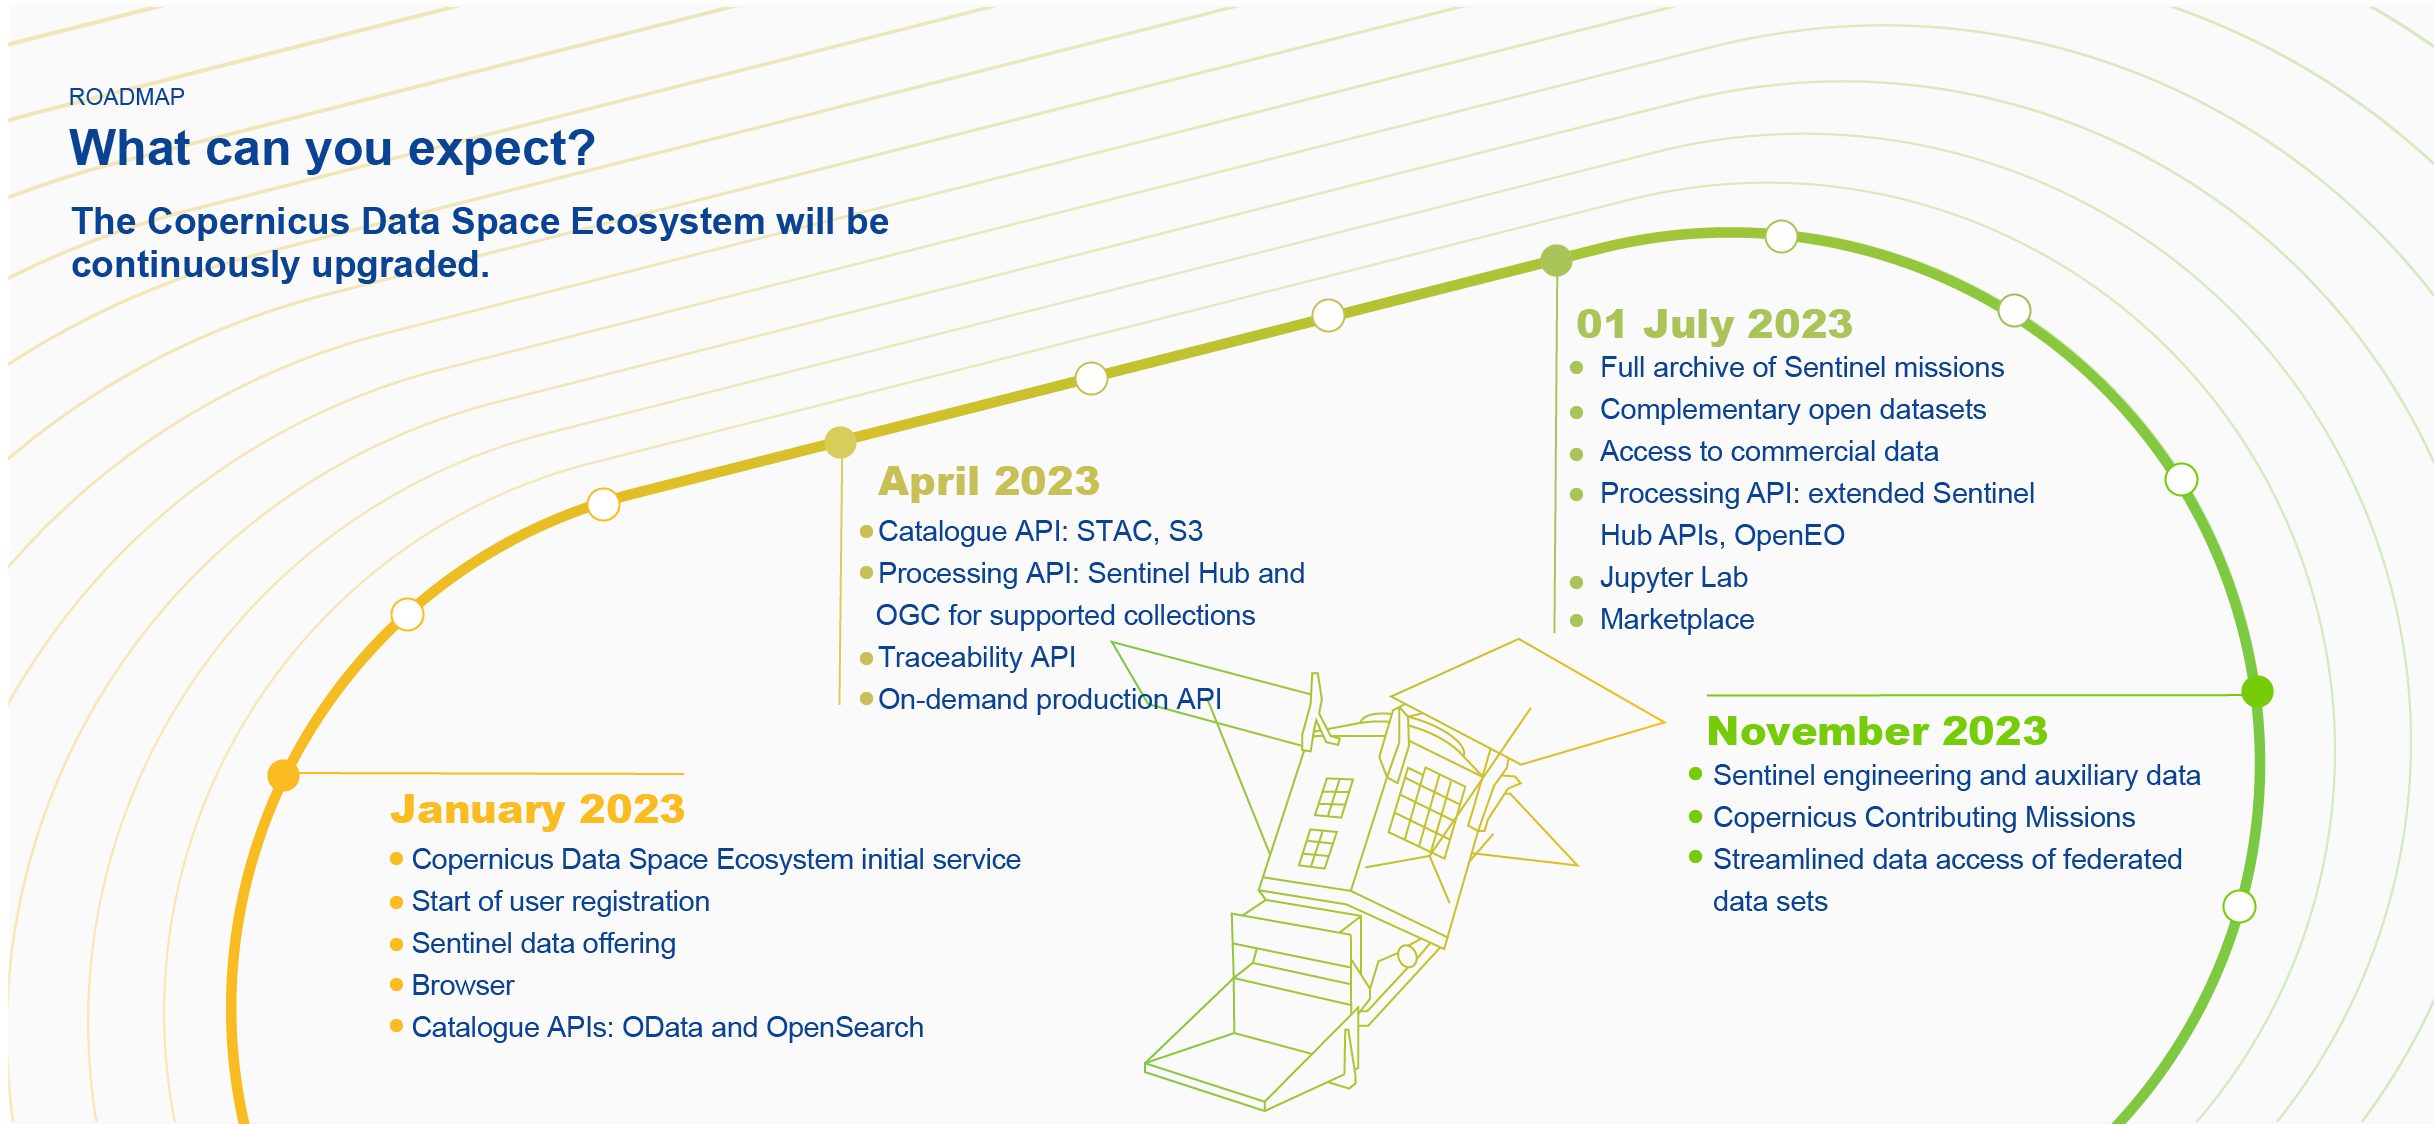 ROADMAP
What can you expect?
The Copernicus Data Space Ecosystem will be
continuously upgraded.
January 2023
Copernicus Data Space Ecosystem initial service
Start of user registration
Sentinel data offering
Browser
Catalogue APIs: OData and OpenSearch
April 2023
Catalogue API: STAC, S3
Processing API: Sentinel Hub and
OGC for supported collections
Traceability API
On-demand production API
01 July 2023
Full archive of Sentinel missions
Complementary open datasets
Access to commercial data
Processing API: extended Sentinel
Hub APIs, OpenEO
Jupyter Lab
Marketplace
November 2023
Sentinel engineering and auxiliary data
Copernicus Contributing Missions
Streamlined data access of federated
data sets